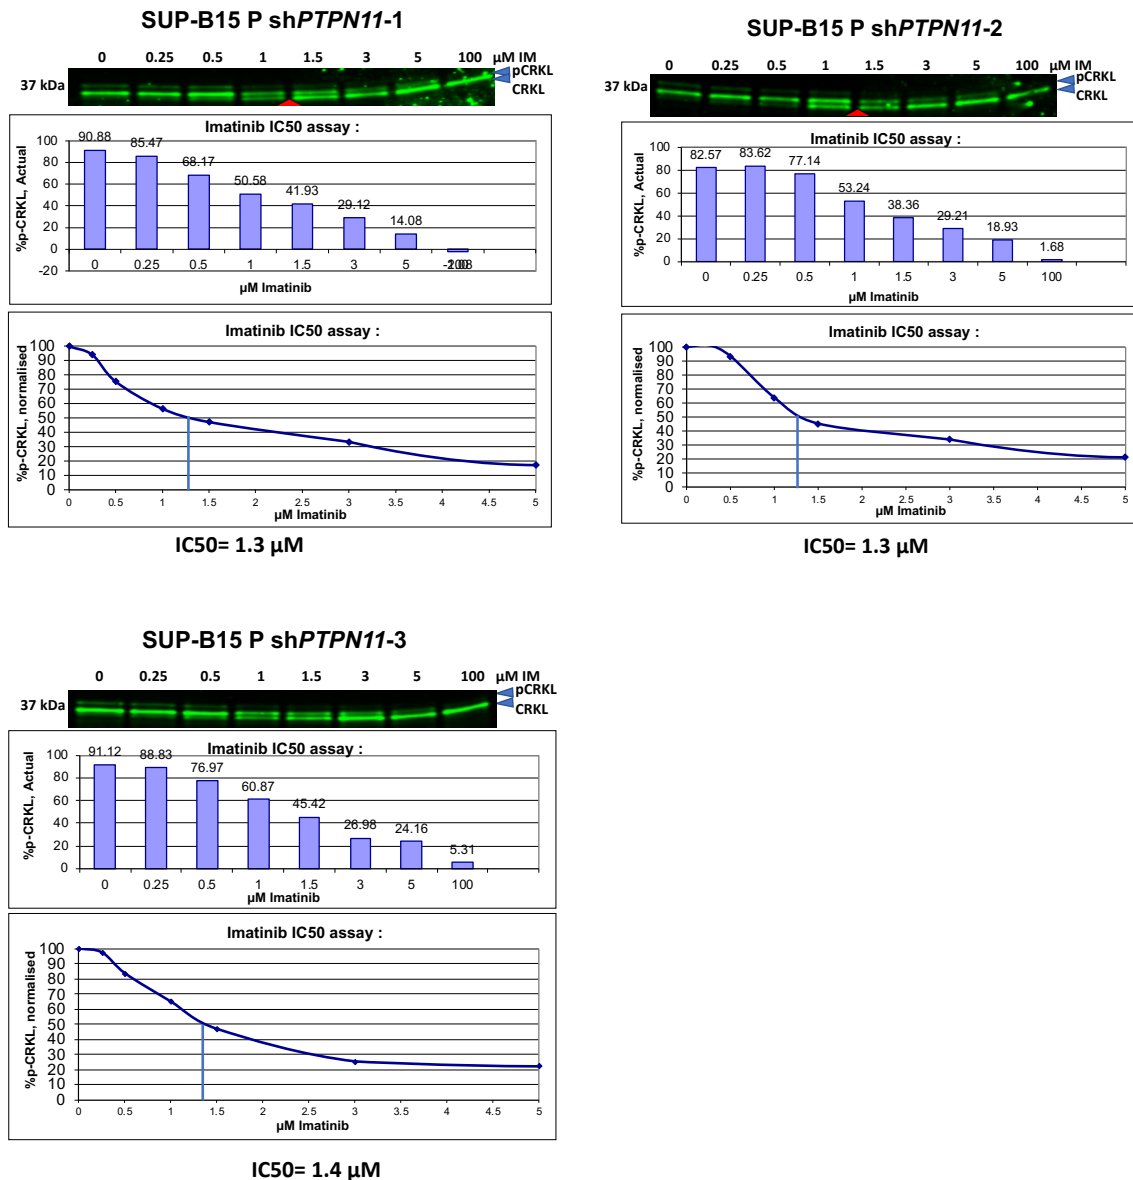 SUP-B15 P shPTPN11-1
0 0.25 0.5 1 1.5 3 5 100 µM IM
37 kDa
pCRKL
CRKL
Imatinib IC50 assay :
%p-CRKL, Actual
100
80
60
40
20
0
-20
90.88 85.47 68.17 50.58 41.93 29.12 14.08
0 0.25 0.5 1 1.5 3 5 100
µM Imatinib
Imatinib IC50 assay :
%p-CRKL, normalised
100
90
80
70
60
50
40
30
20
10
0
0 0.5 1 1.5 2 2.5 3 3.5 4 4.5 5
µM Imatinib
IC50= 1.3 µM
SUP-B15 P shPTPN11-2
0 0.25 0.5 1 1.5 3 5 100 µM IM
37 kDa
pCRKL
CRKL
Imatinib IC50 assay :
%p-CRKL, Actual
100
80
60
40
20
0
82.57 83.62 77.14 53.24 38.36 29.21 18.93 1.68
0 0.25 0.5 1 1.5 3 5 100
µM Imatinib
Imatinib IC50 assay :
%p-CRKL, normalised
100
90
80
70
60
50
40
30
20
10
0
0 0.5 1 1.5 2 2.5 3 3.5 4 4.5 5
µM Imatinib
IC50= 1.3 µM
SUP-B15 P shPTPN11-3
0 0.25 0.5 1 1.5 3 5 100 µM IM
37 kDa
pCRKL
CRKL
Imatinib IC50 assay :
%p-CRKL, Actual
100
80
60
40
20
0
91.12 88.83 76.97 60.87 45.42 26.98 24.16 5.31
0 0.25 0.5 1 1.5 3 5 100
µM Imatinib
Imatinib IC50 assay :
%p-CRKL, normalised
100
90
80
70
60
50
40
30
20
10
0
0 0.5 1 1.5 2 2.5 3 3.5 4 4.5 5
µM Imatinib
IC50= 1.4 µM